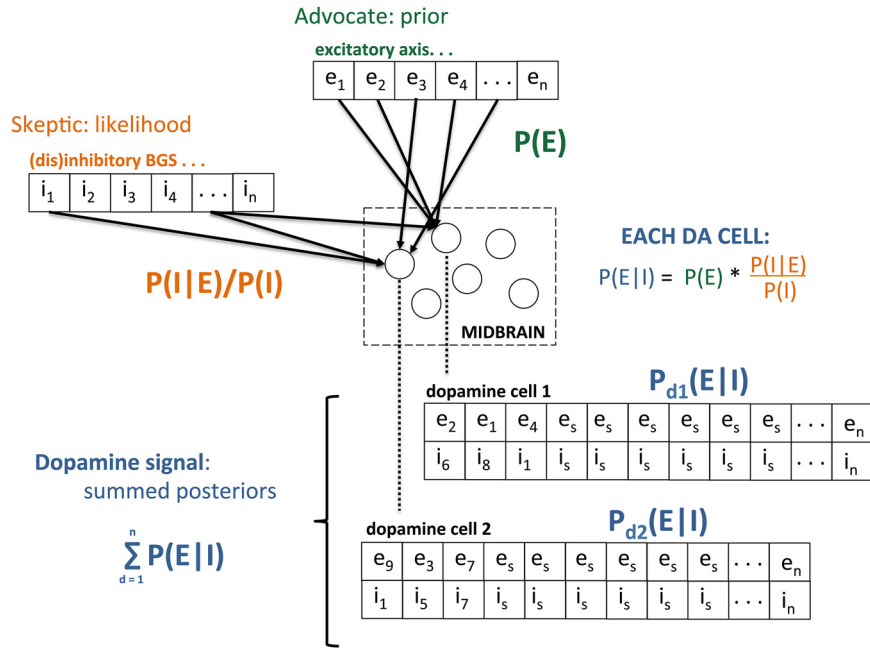 Advocate: prior
excitatory axis. . .
e1 e2 e3 e4 . . . en
P(E)
Skeptic: likelihood
(dis)inhibitory BGS . . .
i1 i2 i3 i4 . . . in
P(I|E)/P(I)
MIDBRAIN
EACH DA CELL:
P(E|I) = P(E) * P(I|E)
P(I)
Pd1(E|I)
dopamine cell 1
e2 e1 e4 es es es es es es . . . en
i6 i8 i1 is is is is is is . . . in
Dopamine signal:
summed posteriors
n
∑ P(E|I)
d = 1
Pd2(E|I)
dopamine cell 2
e9 e3 e7 es es es es es es . . . en
i1 i5 i7 is is is is is is . . . in